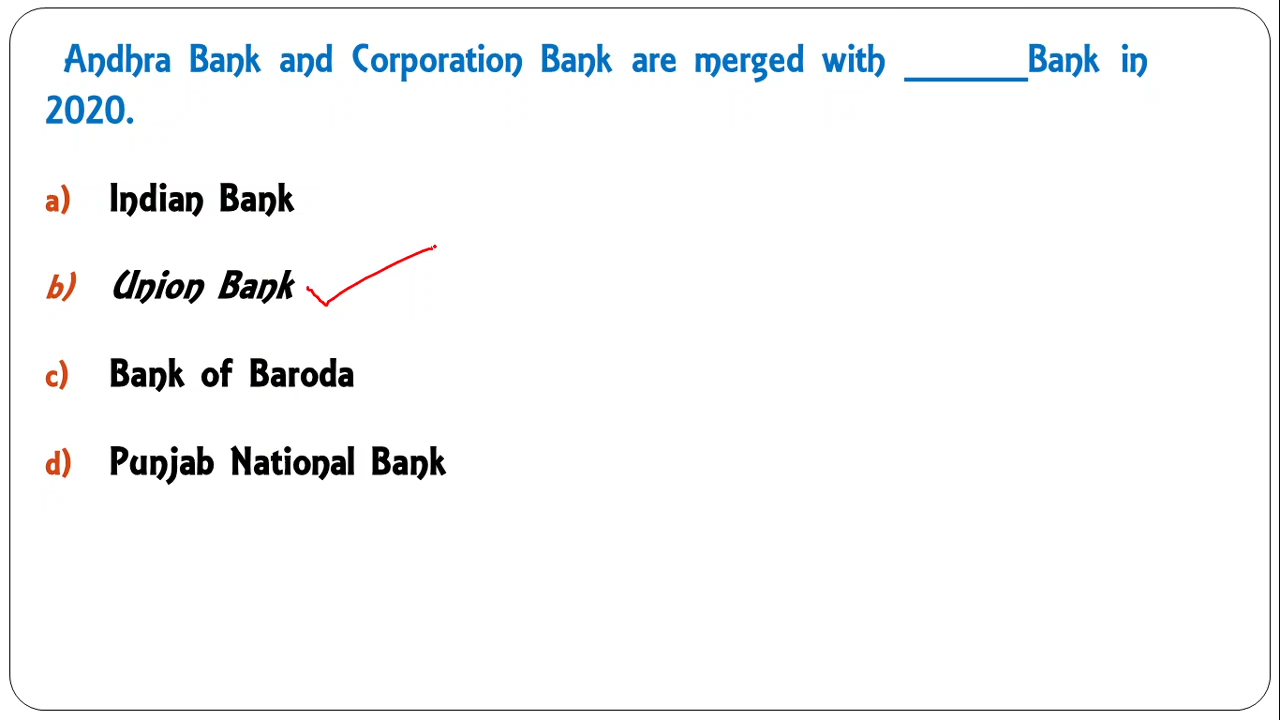 Andhra Bank and Corporation Bank are merged with ______Bank in
2020.
a) Indian Bank
b) Union Bank
c) Bank of Baroda
d) Punjab National Bank